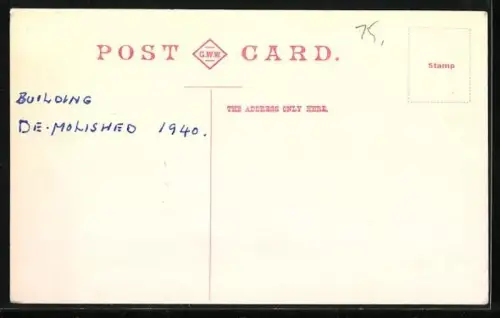 POST G.W.W. CARD.
75,
Stamp
THE ADDRESS ONLY HERE.
BUILDING
DE-MOLISHED 1940.